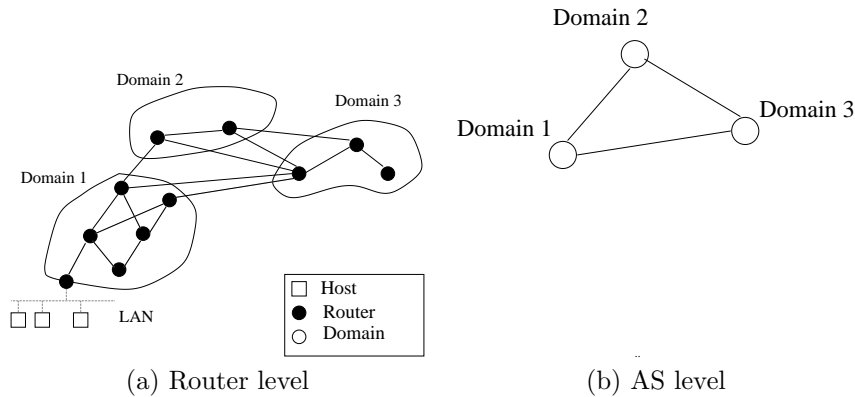 Domain 2
Domain 3
Domain 1
Host
Router
Domain
LAN
(a) Router level
Domain 2
Domain 3
Domain 1
(b) AS level